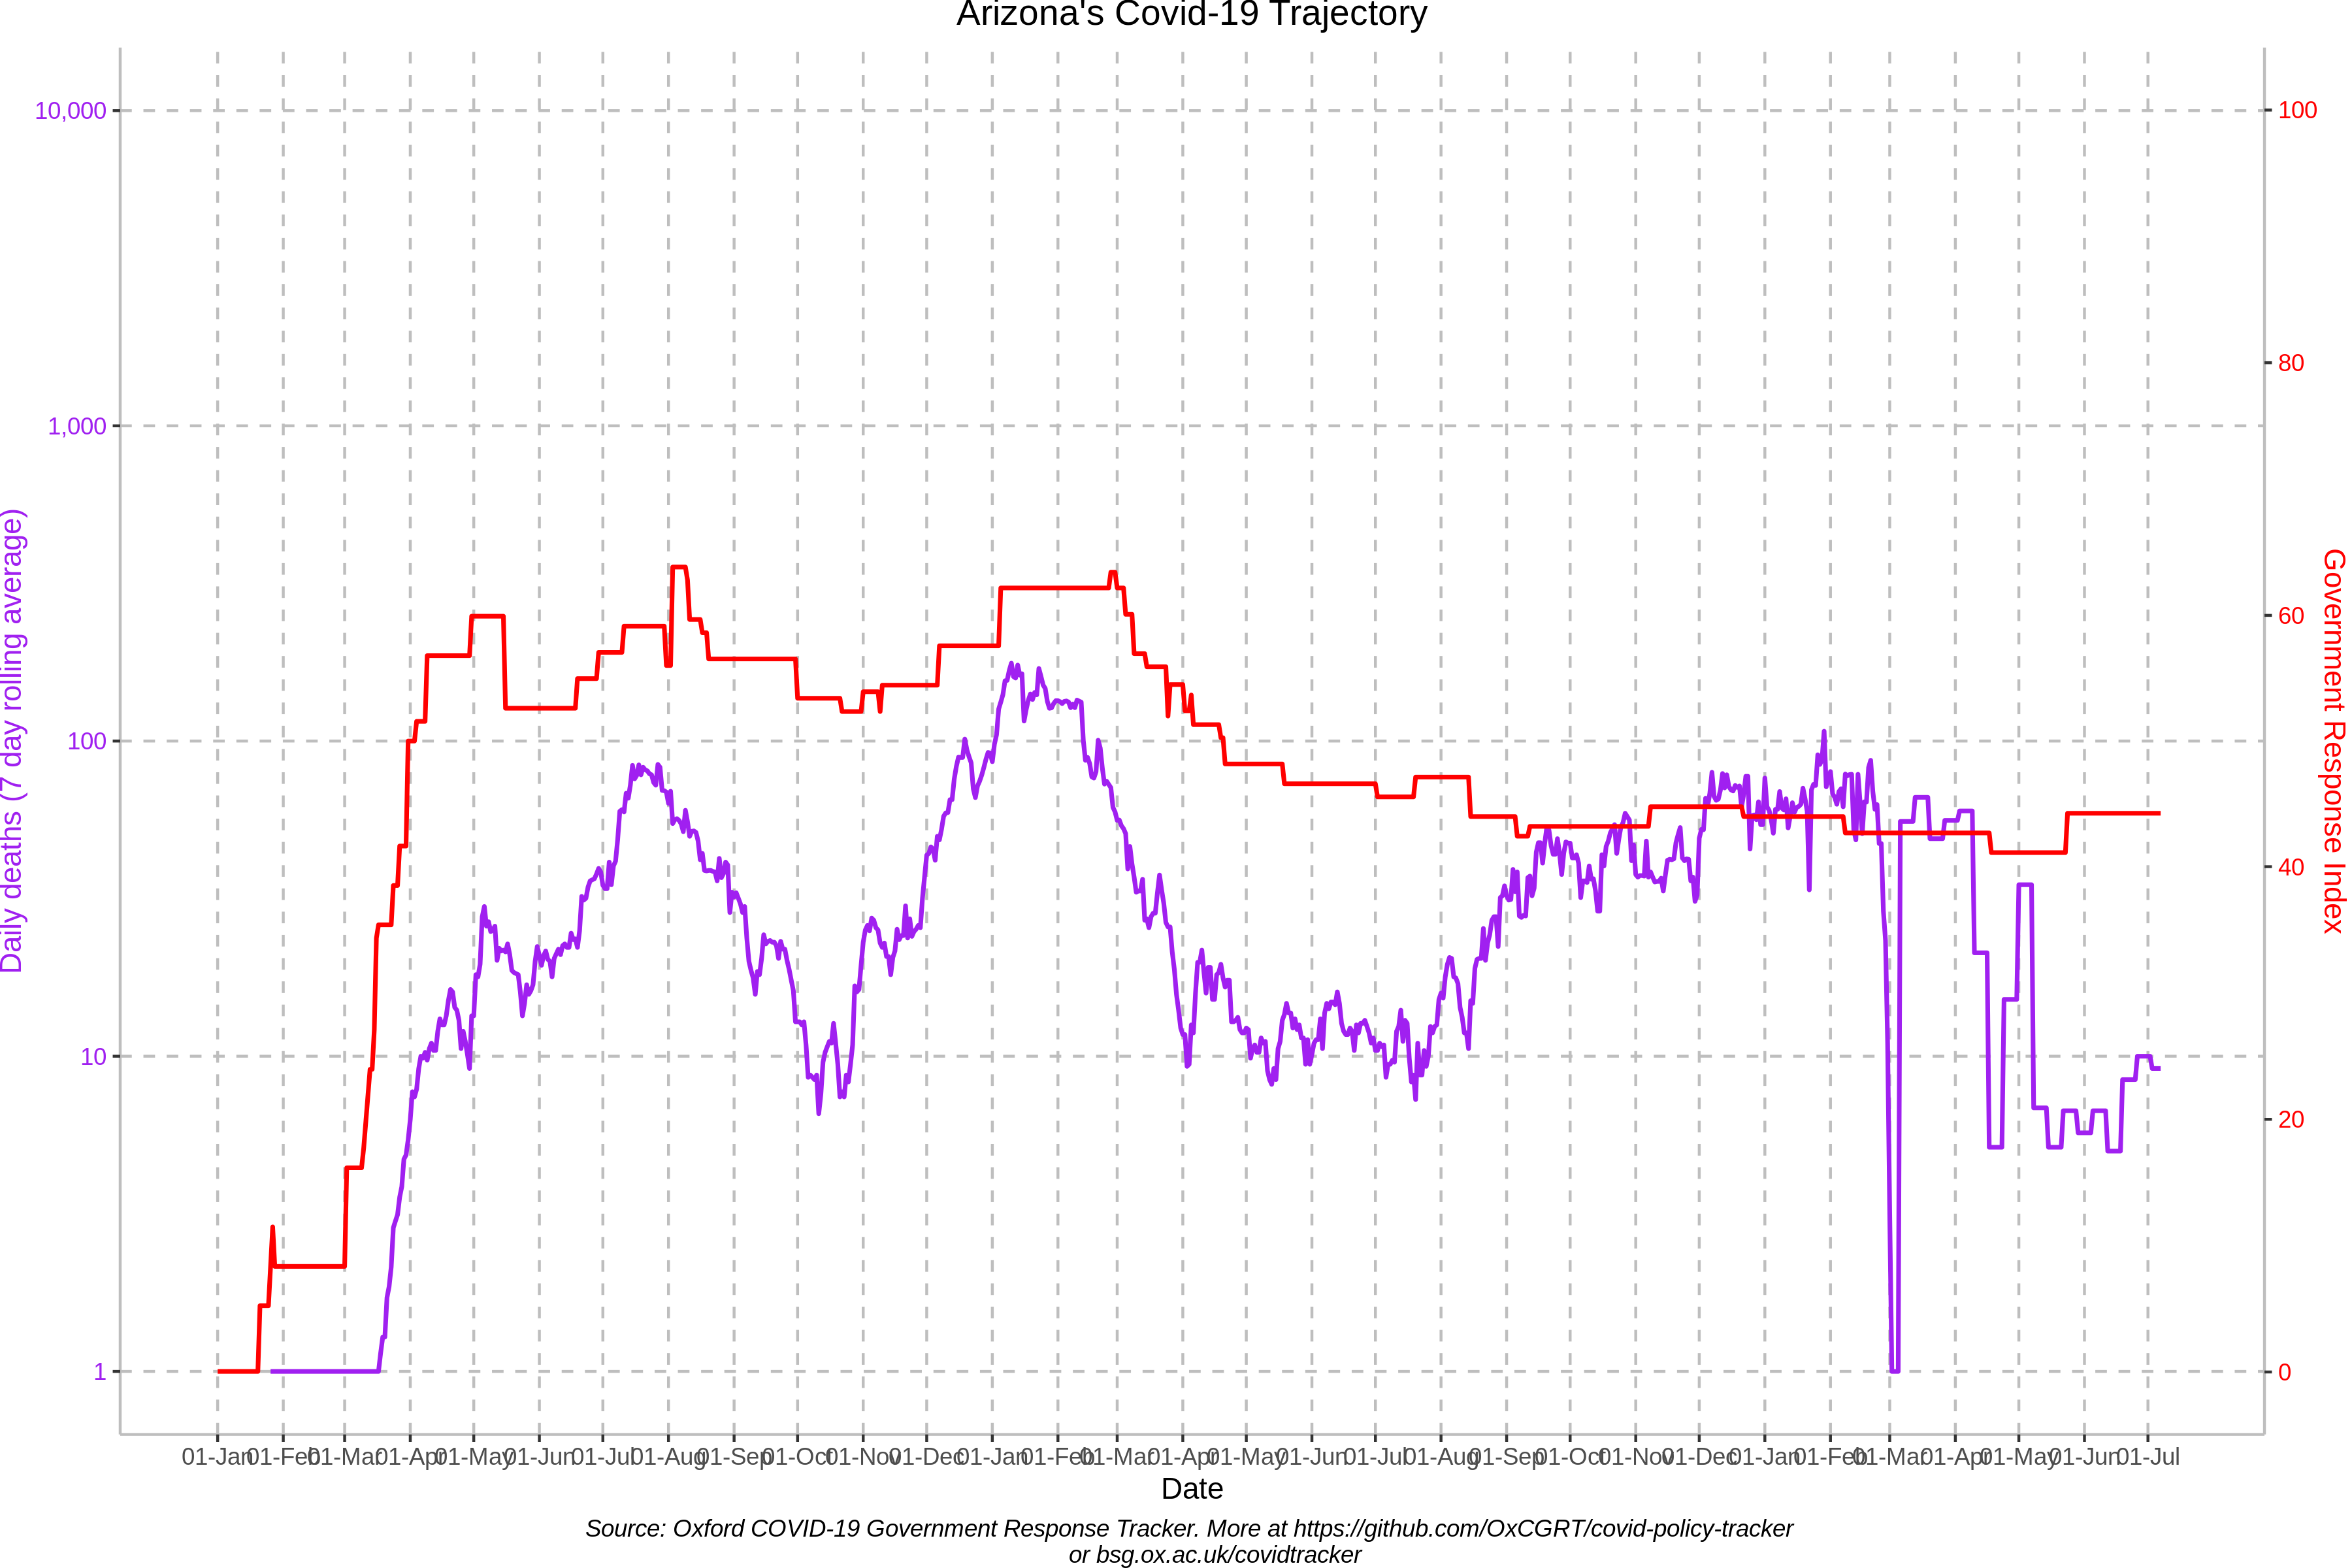 Arizona's Covid-19 Trajectory
10,000
1,000
100
10
1
Daily deaths (7 day rolling average)
100
80
60
40
20
0
Government Response Index
01-Jan
01-Feb
01-Mar
01-Apr
01-May
01-Jun
01-Jul
01-Aug
01-Sep
01-Oct
01-Nov
01-Dec
01-Jan
01-Feb
01-Mar
01-Apr
01-May
01-Jun
01-Jul
01-Aug
01-Sep
01-Oct
01-Nov
01-Dec
01-Jan
01-Feb
01-Mar
01-Apr
01-May
01-Jun
01-Jul
Date
Source: Oxford COVID-19 Government Response Tracker. More at https://github.com/OxCGRT/covid-policy-tracker
or bsg.ox.ac.uk/covidtracker